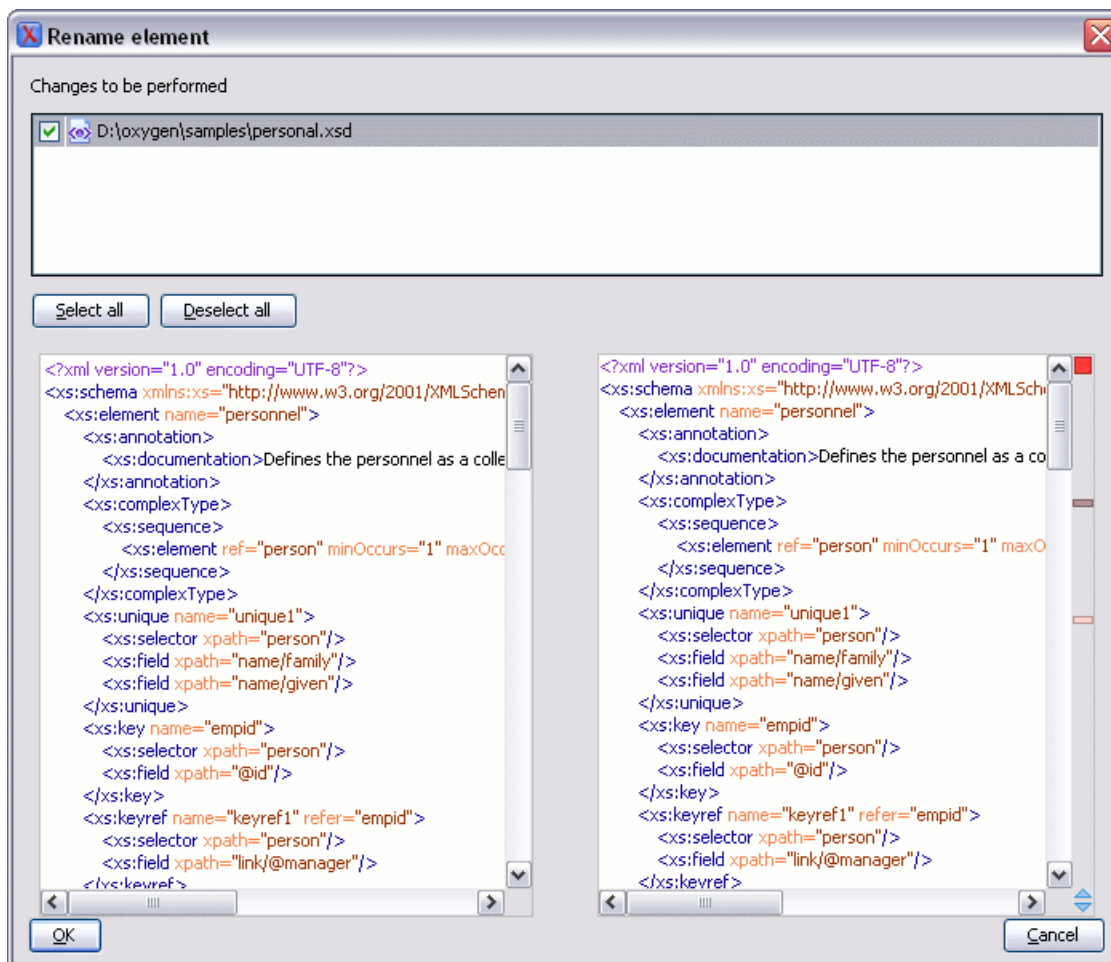 Rename element
Changes to be performed
D:\oxygen\samples\personal.xsd
Select all
Deselect all
<?xml version="1.0" encoding="UTF-8"?>
<xs:schema xmlns:xs="http://www.w3.org/2001/XMLSchem
<xs:element name="personnel">
<xs:annotation>
<xs:documentation>Defines the personnel as a colle
</xs:annotation>
<xs:complexType>
<xs:sequence>
<xs:element ref="person" minOccurs="1" maxOcc
</xs:sequence>
</xs:complexType>
<xs:unique name="unique1">
<xs:selector xpath="person"/>
<xs:field xpath="name/family"/>
<xs:field xpath="name/given"/>
</xs:unique>
<xs:key name="empid">
<xs:selector xpath="person"/>
<xs:field xpath="@id"/>
</xs:key>
<xs:keyref name="keyref1" refer="empid">
<xs:selector xpath="person"/>
<xs:field xpath="link/@manager"/>
</xs:keyref>
<?xml version="1.0" encoding="UTF-8"?>
<xs:schema xmlns:xs="http://www.w3.org/2001/XMLSch
<xs:element name="personnel">
<xs:annotation>
<xs:documentation>Defines the personnel as a co
</xs:annotation>
<xs:complexType>
<xs:sequence>
<xs:element ref="person" minOccurs="1" maxO
</xs:sequence>
</xs:complexType>
<xs:unique name="unique1">
<xs:selector xpath="person"/>
<xs:field xpath="name/family"/>
<xs:field xpath="name/given"/>
</xs:unique>
<xs:key name="empid">
<xs:selector xpath="person"/>
<xs:field xpath="@id"/>
</xs:key>
<xs:keyref name="keyref1" refer="empid">
<xs:selector xpath="person"/>
<xs:field xpath="link/@manager"/>
</xs:keyref>
OK
Cancel